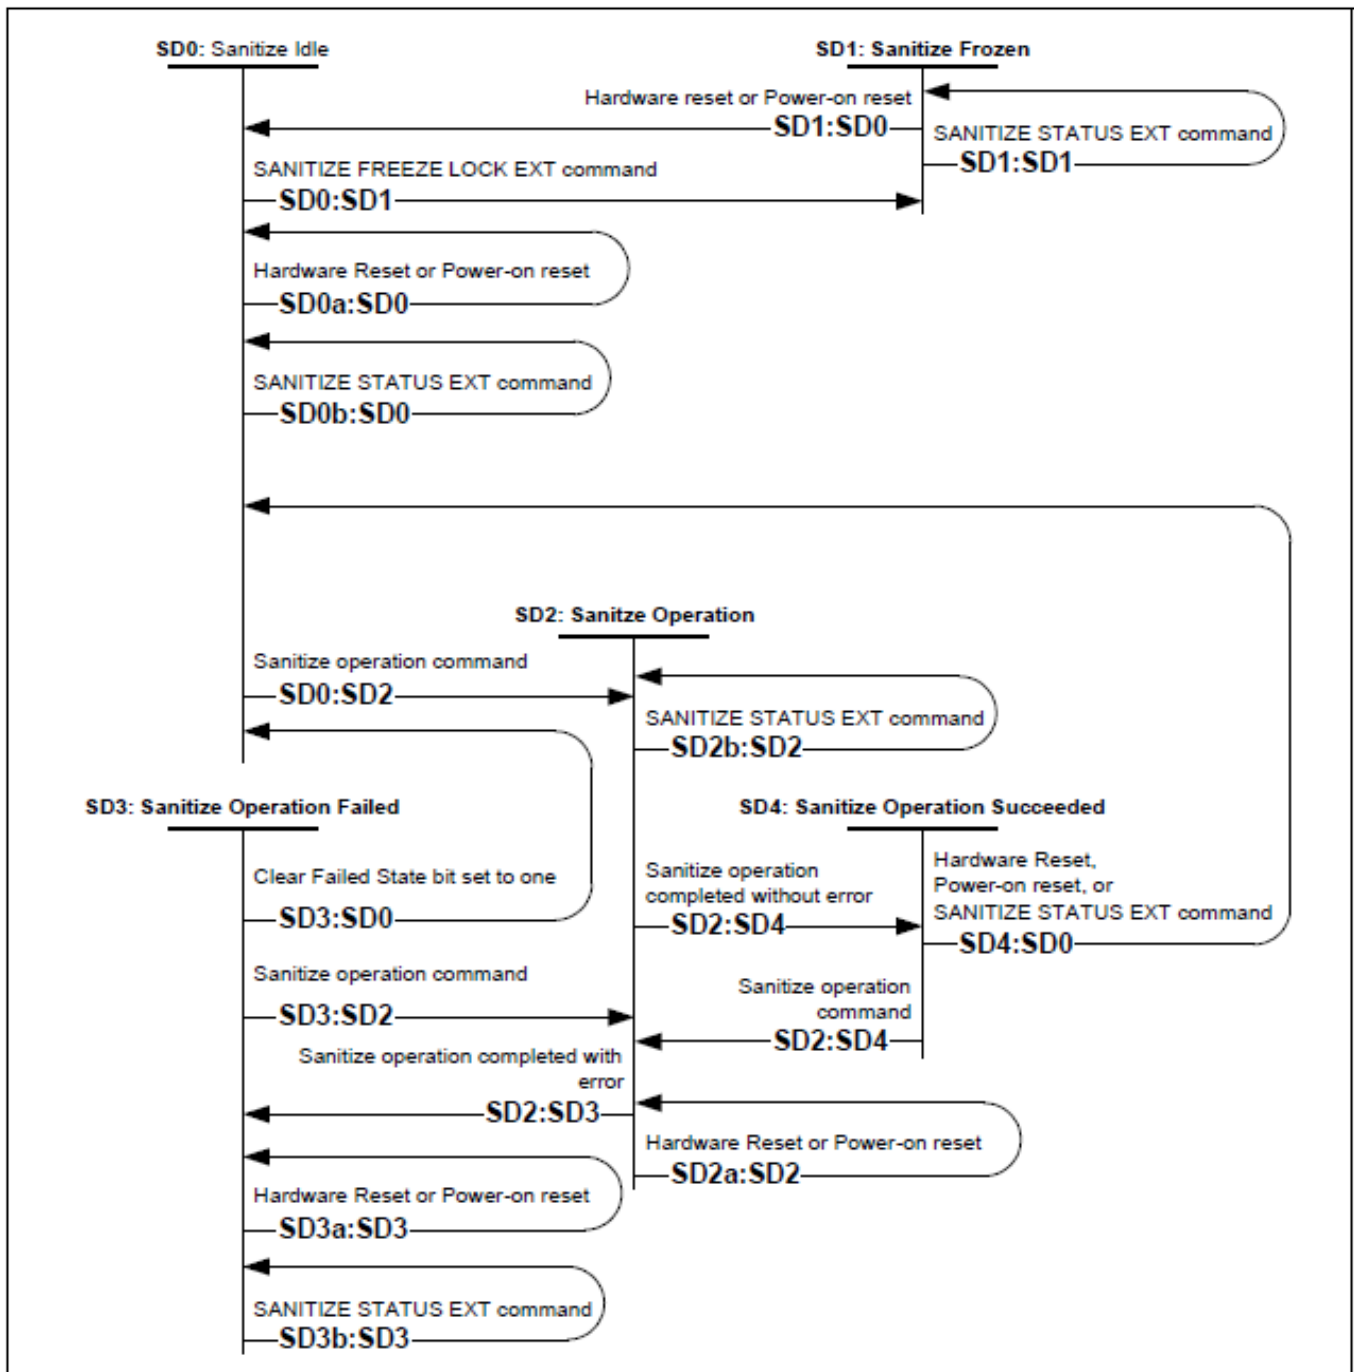 SD0: Sanitize Idle
SD1: Sanitize Frozen
Hardware reset or Power-on reset
SD1:SD0
SANITIZE STATUS EXT command
SD1:SD1
SANITIZE FREEZE LOCK EXT command
SD0:SD1
Hardware Reset or Power-on reset
SD0a:SD0
SANITIZE STATUS EXT command
SD0b:SD0
SD2: Sanitze Operation
Sanitize operation command
SD0:SD2
SANITIZE STATUS EXT command
SD2b:SD2
SD3: Sanitize Operation Failed
SD4: Sanitize Operation Succeeded
Clear Failed State bit set to one
SD3:SD0
Sanitize operation
completed without error
SD2:SD4
Hardware Reset,
Power-on reset, or
SANITIZE STATUS EXT command
SD4:SD0
Sanitize operation command
SD3:SD2
Sanitize operation
command
SD2:SD4
Sanitize operation completed with
error
SD2:SD3
Hardware Reset or Power-on reset
SD2a:SD2
Hardware Reset or Power-on reset
SD3a:SD3
SANITIZE STATUS EXT command
SD3b:SD3